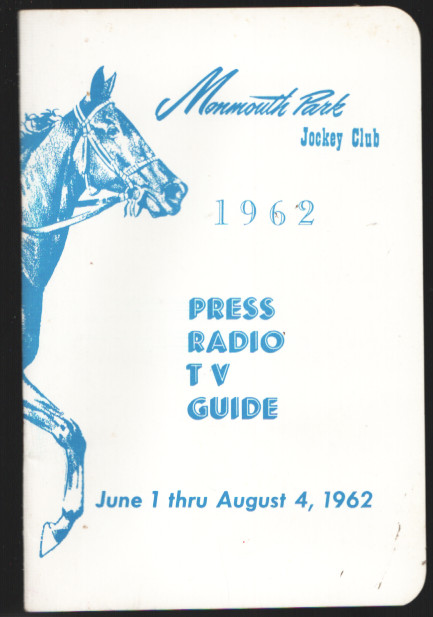 Monmouth Park
Jockey Club
1962
PRESS
RADIO
TV
GUIDE
June 1 thru August 4, 1962